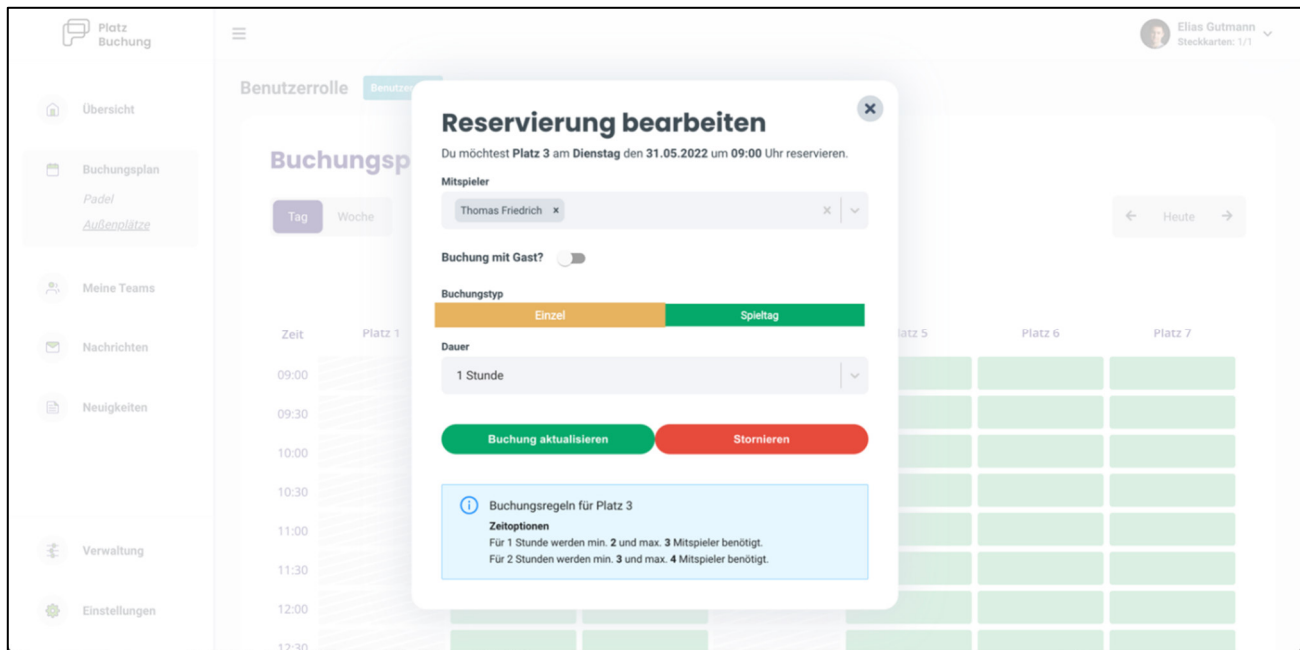 Platz
Buchung
Elias Gutmann
Steckkarten: 1/1
Benutzerrolle
Übersicht
Buchungsplan
Padel
Außenplätze
Meine Teams
Nachrichten
Neuigkeiten
Verwaltung
Einstellungen
Buchungsp
Tag Woche
Heute
Reservierung bearbeiten
Du möchtest Platz 3 am Dienstag den 31.05.2022 um 09:00 Uhr reservieren.
Mitspieler
Thomas Friedrich ×
Buchung mit Gast?
Buchungstyp
Einzel Spieltag
Dauer
1 Stunde
Buchung aktualisieren Stornieren
Buchungsregeln für Platz 3
Zeitoptionen
Für 1 Stunde werden min. 2 und max. 3 Mitspieler benötigt.
Für 2 Stunden werden min. 3 und max. 4 Mitspieler benötigt.
Zeit Platz 1 latz 5 Platz 6 Platz 7
09:00
09:30
10:00
10:30
11:00
11:30
12:00
12:30